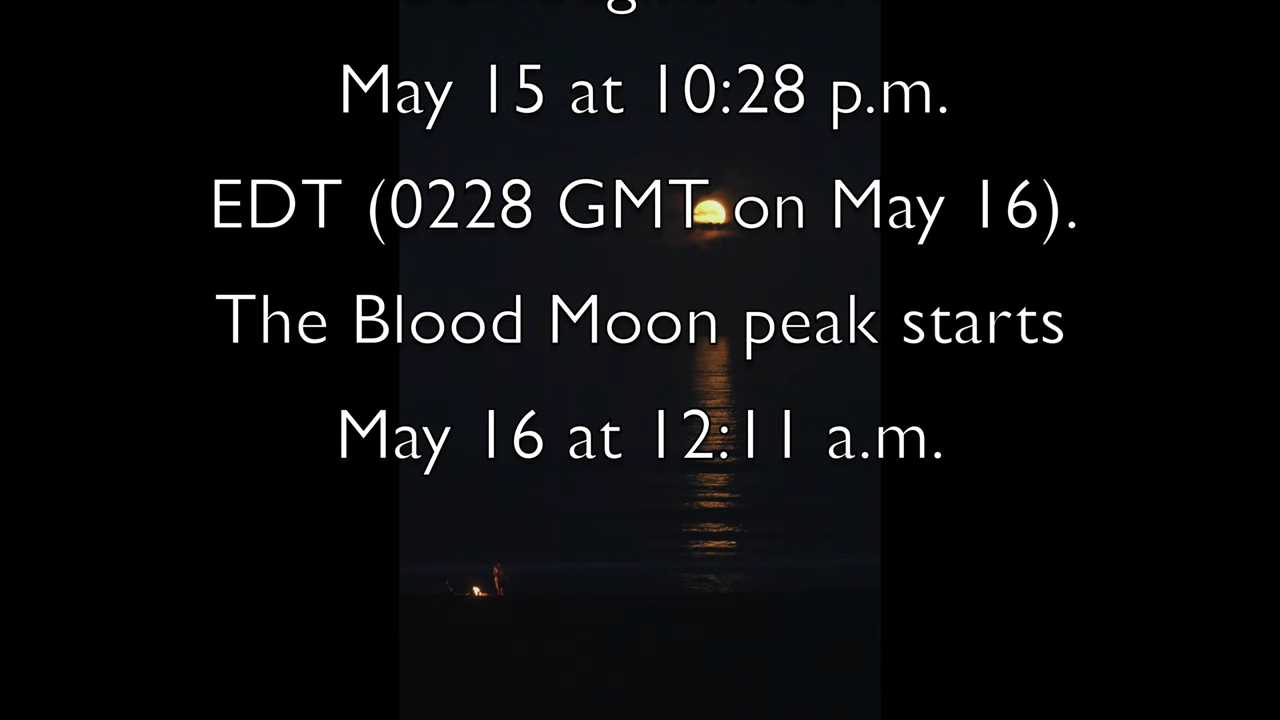 May 15 at 10:28 p.m.
EDT (0228 GMT on May 16).
The Blood Moon peak starts
May 16 at 12:11 a.m.